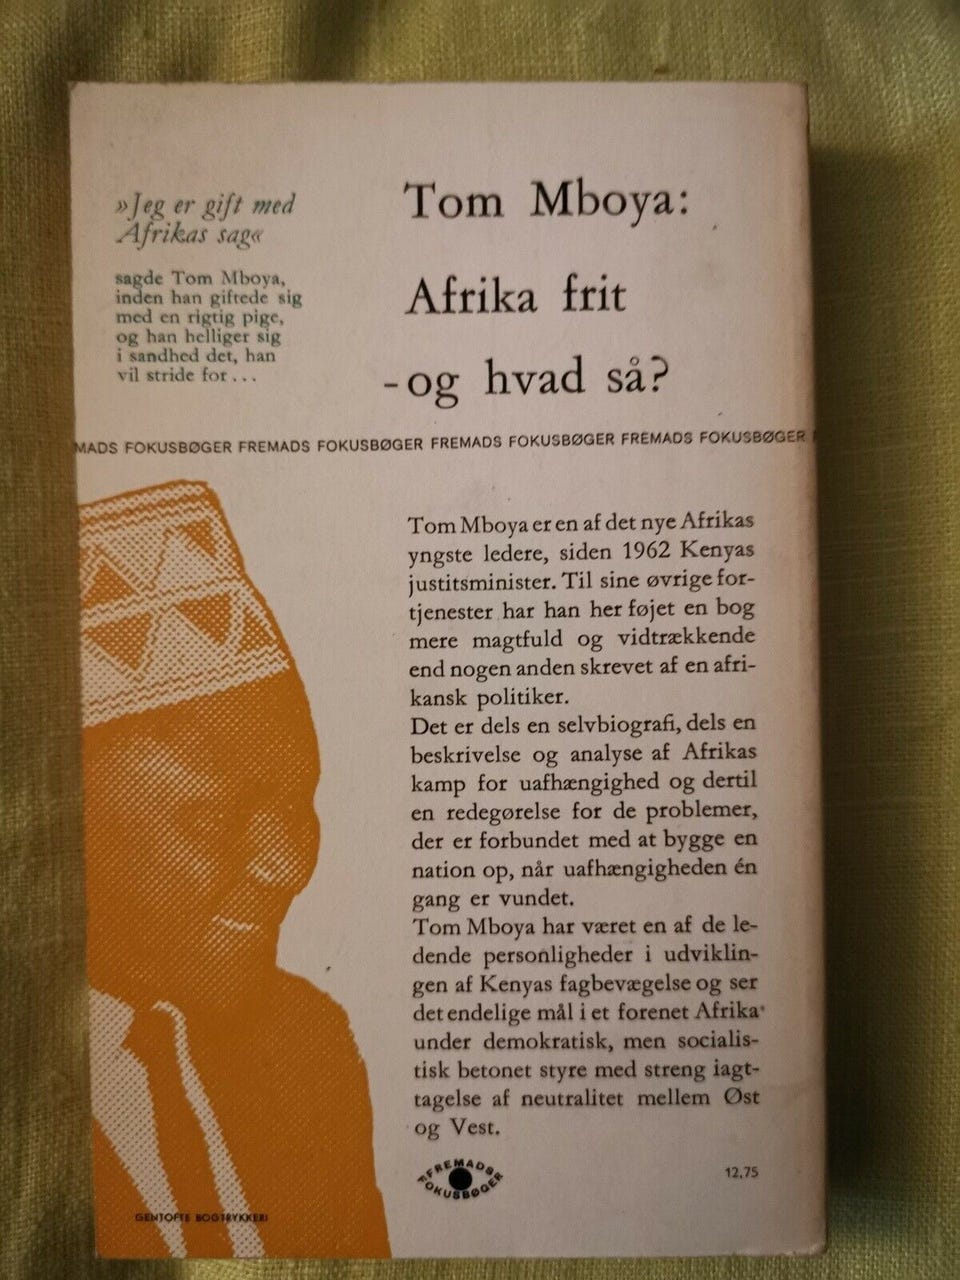 »Jeg er gift med
Afrikas sag«
sagde Tom Mboya,
inden han giftede sig
med en rigtig pige,
og han helliger sig
i sandhed det, han
vil stride for...
Tom Mboya:
Afrika frit
-og hvad så?
MADS FOKUSBØGER FREMADS FOKUSBØGER FREMADS FOKUSBØGER FREMADS FOKUSBØGER
Tom Mboya er en af det nye Afrikas
yngste ledere, siden 1962 Kenyas
justitsminister. Til sine øvrige for-
tjenester har han her føjet en bog
mere magtfuld og vidtrækkende
end nogen anden skrevet af en afri-
kansk politiker.
Det er dels en selvbiografi, dels en
beskrivelse og analyse af Afrikas
kamp for uafhængighed og dertil
en redegørelse for de problemer,
der er forbundet med at bygge en
nation op, når uafhængigheden én
gang er vundet.
Tom Mboya har været en af de le-
dende personligheder i udviklin-
gen af Kenyas fagbevægelse og ser
det endelige mål i et forenet Afrika
under demokratisk, men socialis-
tisk betonet styre med streng iagt-
tagelse af neutralitet mellem Øst
og Vest.
FREMADS
FOKUSBØGER
12,75
GENTOFTE BOGTRYKKERI